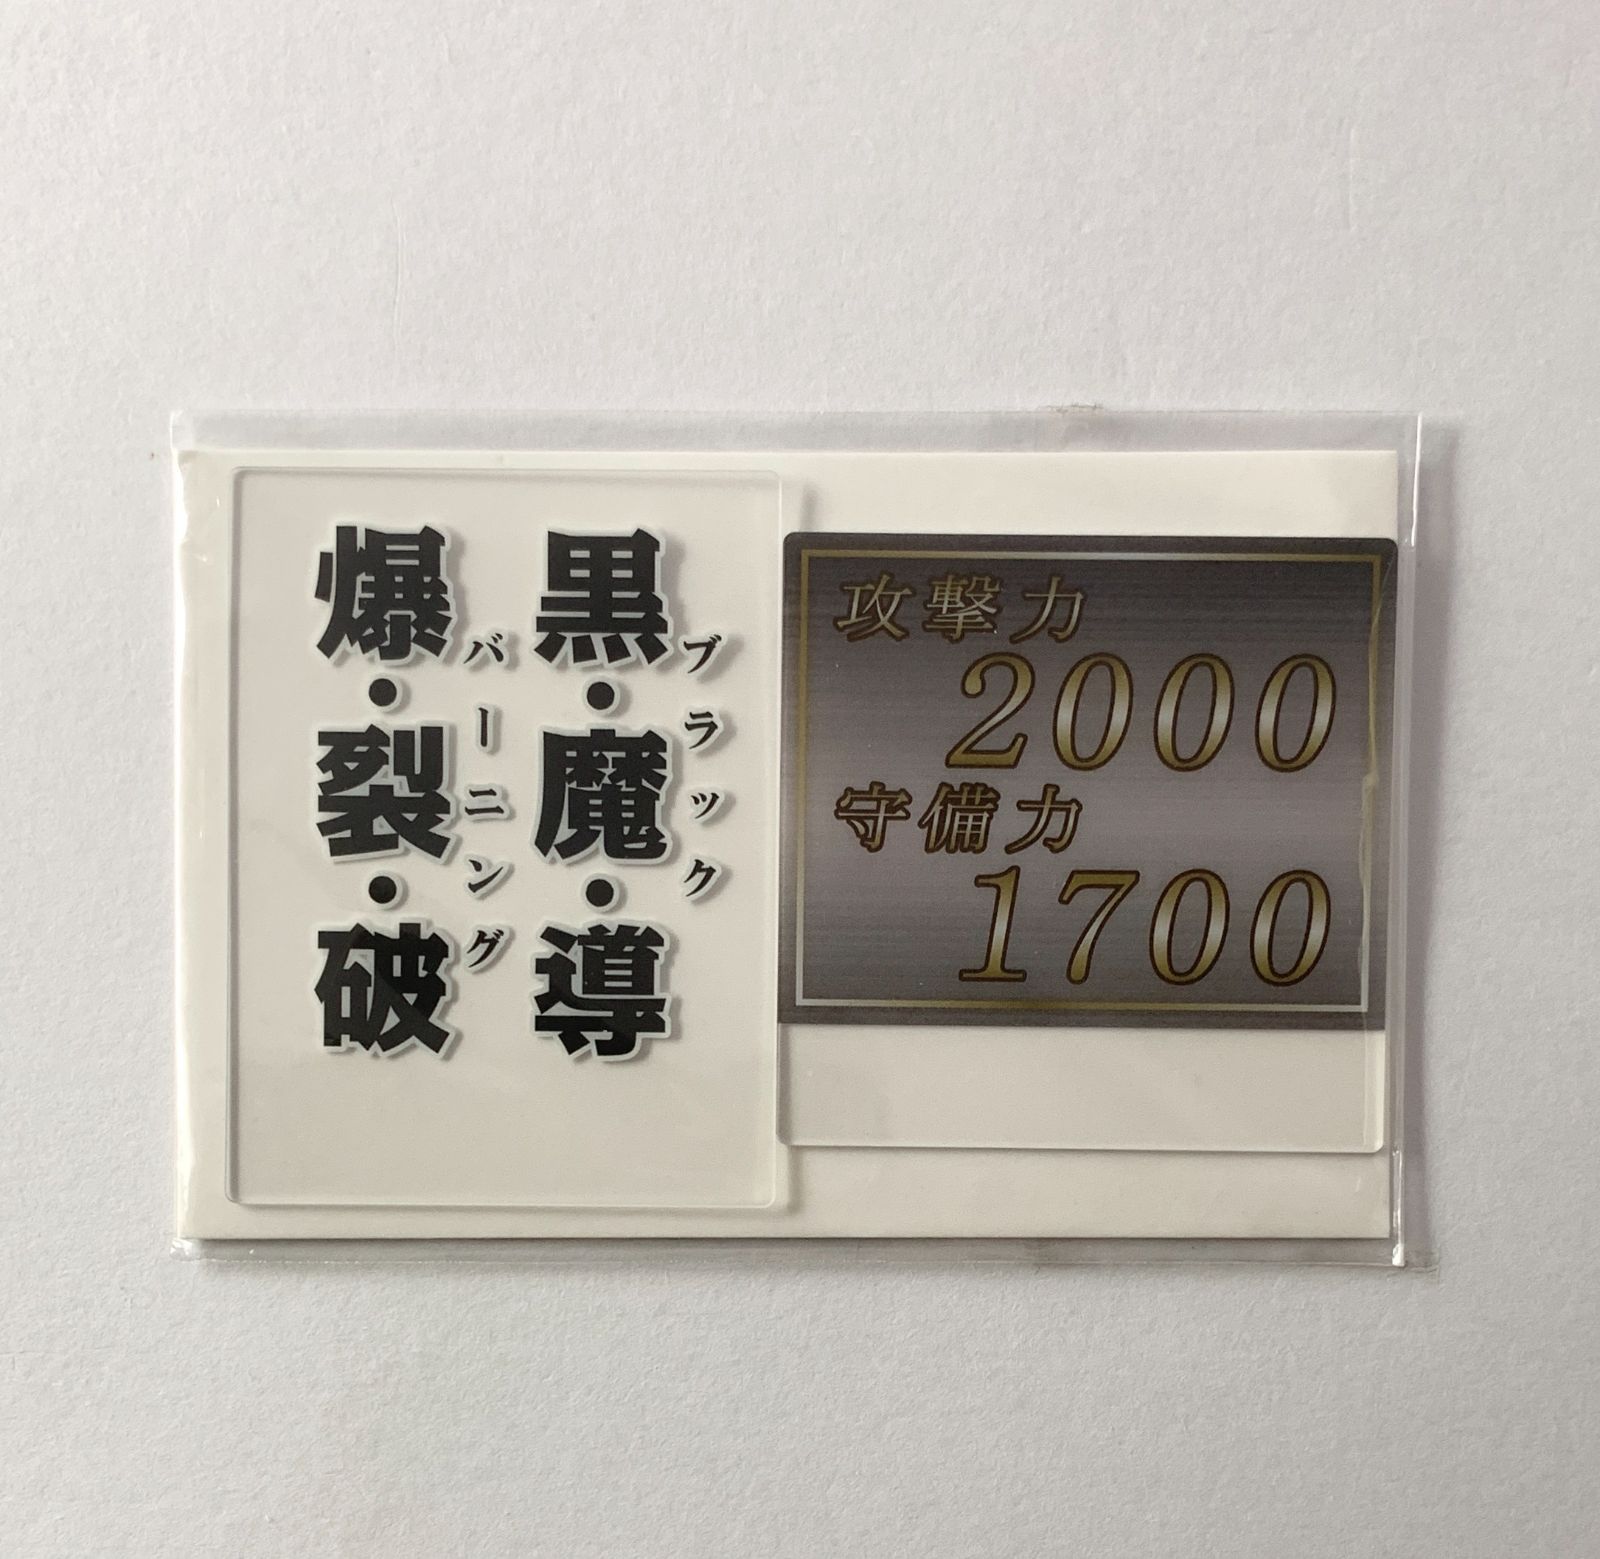 黒・魔・導
ブラック
爆・裂・破
バーニング
攻撃力
2000
守備力
1700